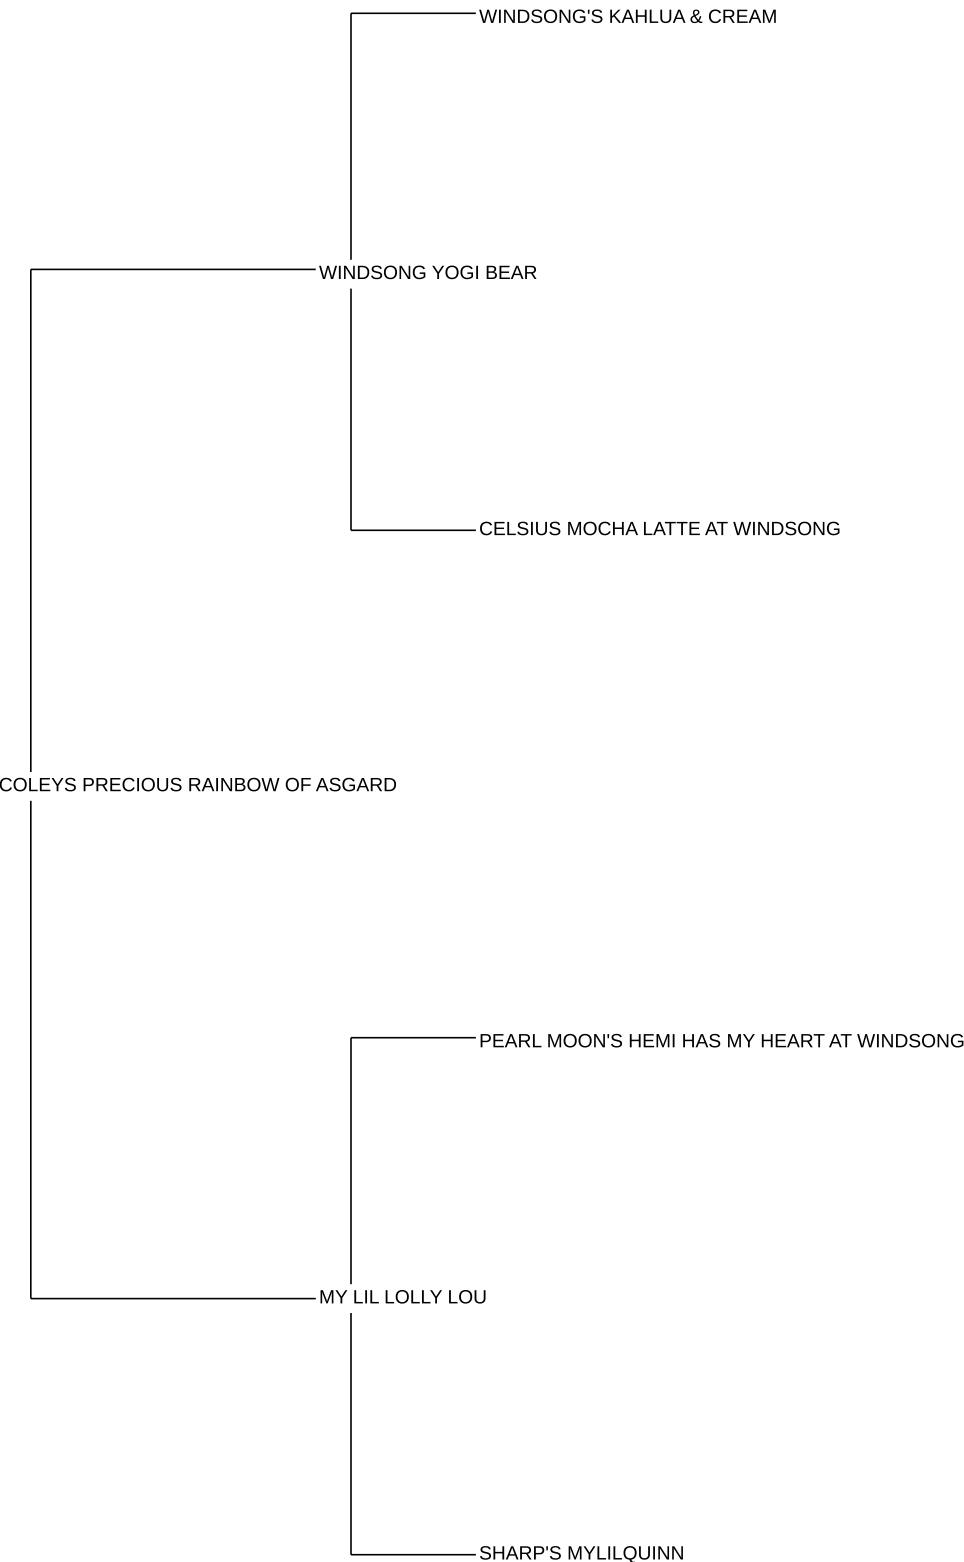 WINDSONG'S KAHLUA & CREAM
WINDSONG YOGI BEAR
CELSIUS MOCHA LATTE AT WINDSONG
COLEYS PRECIOUS RAINBOW OF ASGARD
PEARL MOON'S HEMI HAS MY HEART AT WINDSONG
MY LIL LOLLY LOU
SHARP'S MYLILQUINN